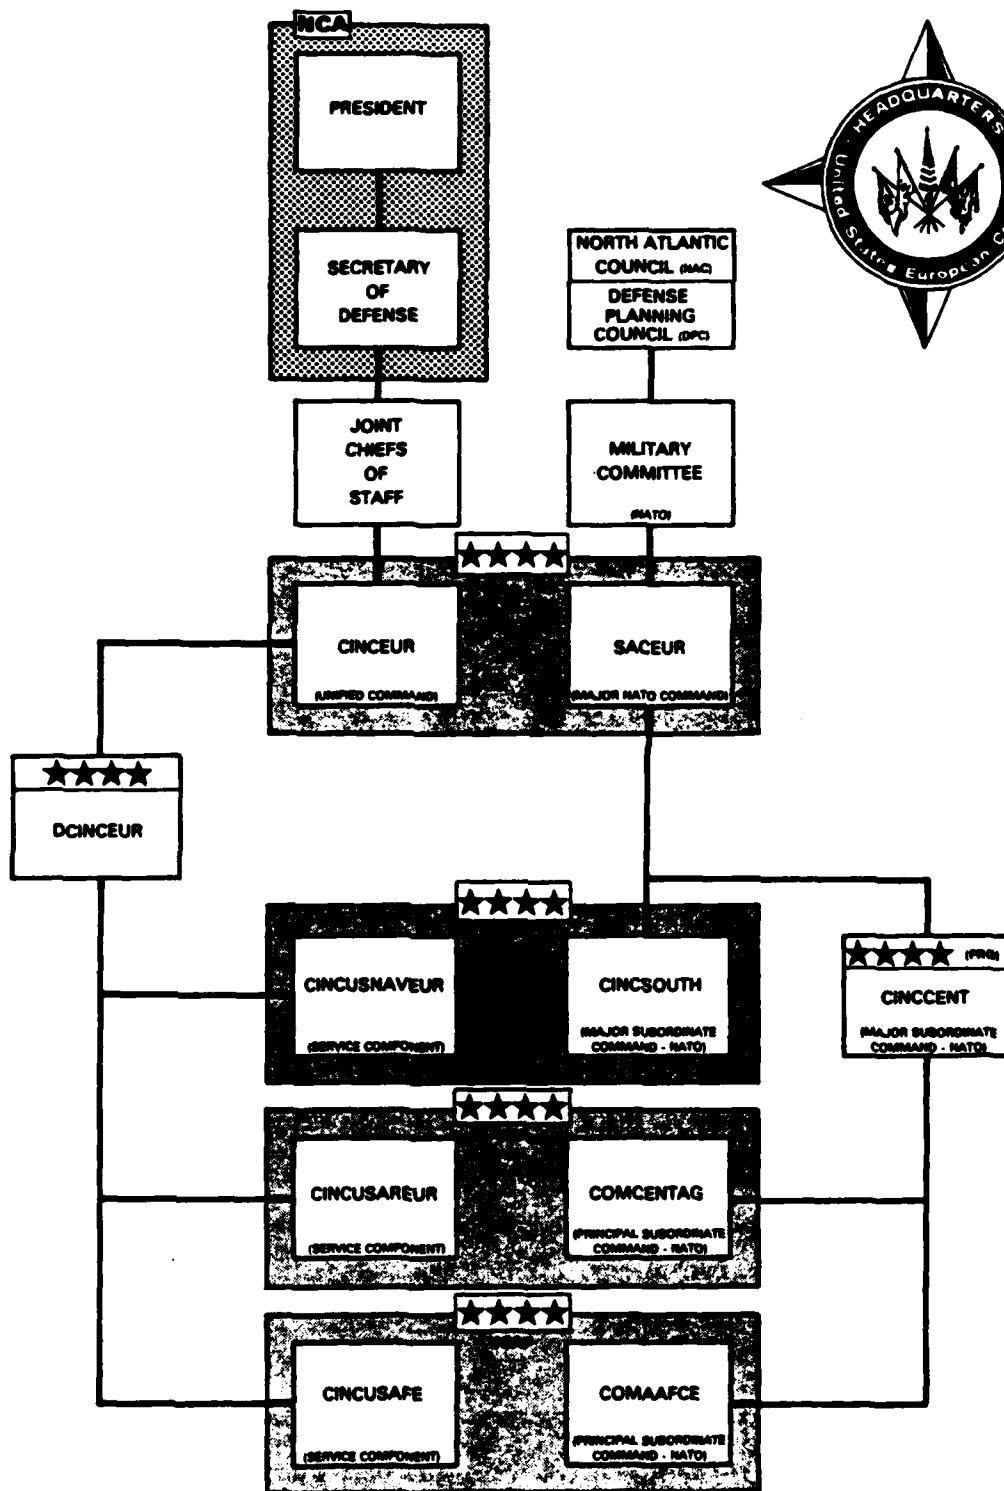 NCA
PRESIDENT
SECRETARY
OF
DEFENSE
HEADQUARTERS
United States European
NORTH ATLANTIC
COUNCIL (NAC)
DEFENSE
PLANNING
COUNCIL (DPC)
JOINT
CHIEFS
OF
STAFF
MILITARY
COMMITTEE
(NATO)
CINCEUR
(UNIFIED COMMAND)
SACEUR
(MAJOR NATO COMMAND)
DCINCEUR
CINCUSNAVEUR
(SERVICE COMPONENT)
CINCSOUTH
(MAJOR SUBORDINATE
COMMAND - NATO)
(FRG)
CINCCENT
(MAJOR SUBORDINATE
COMMAND - NATO)
CINCUSAREUR
(SERVICE COMPONENT)
COMCENTAG
(PRINCIPAL SUBORDINATE
COMMAND - NATO)
CINCUSAFE
(SERVICE COMPONENT)
COMAAFCE
(PRINCIPAL SUBORDINATE
COMMAND - NATO)